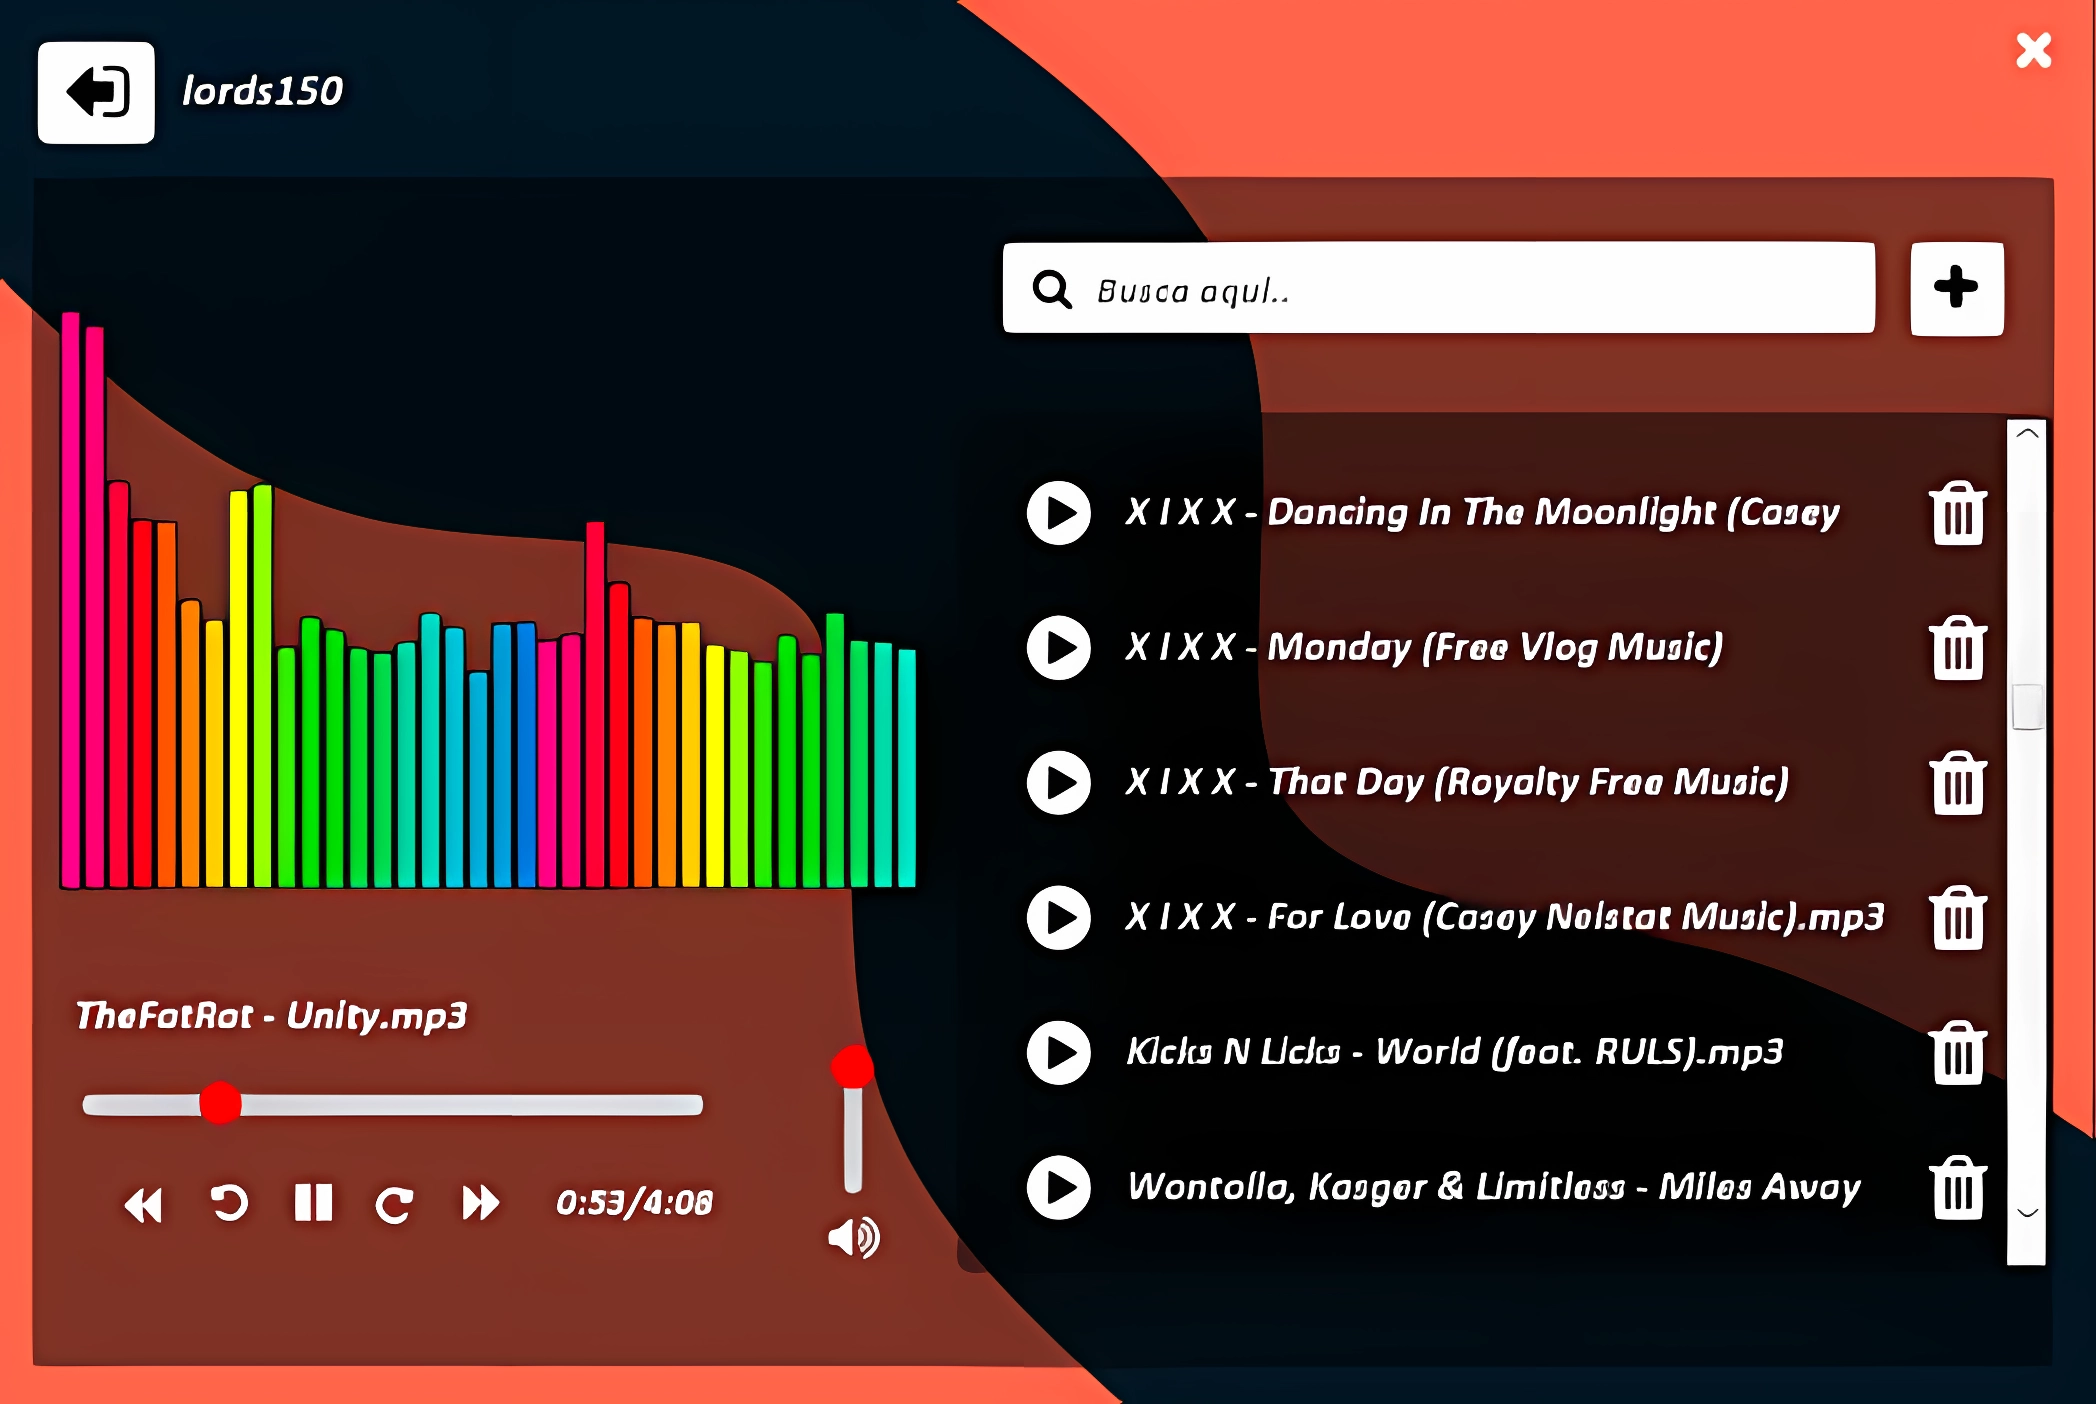 lords150
Busca aquí..
X I X X - Dancing In The Moonlight (Casey
X I X X - Monday (Free Vlog Music)
X I X X - That Day (Royalty Free Music)
X I X X - For Love (Casey Neistat Music).mp3
Kicks N Licks - World (feat. RULS).mp3
Wontolla, Kasger & Limitless - Miles Away
TheFatRat - Unity.mp3
0:53/4:08